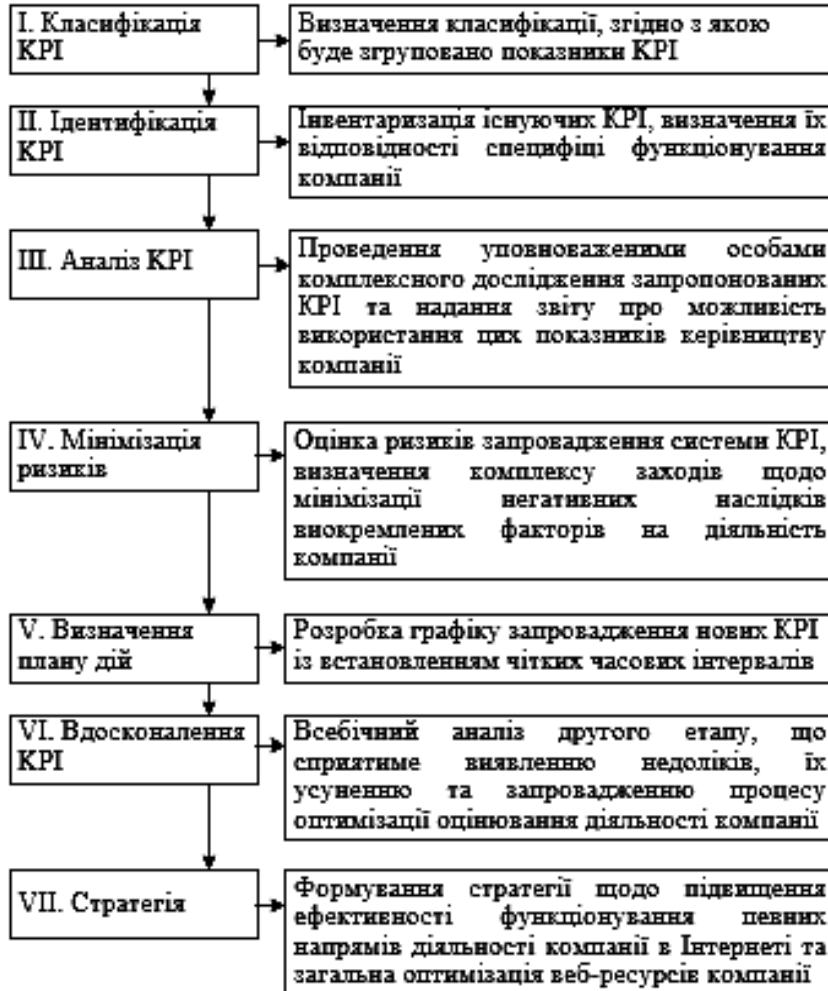 I. Класифікація
KPI
Визначення класифікації, згідно з якою
буде згруповано показники KPI
II. Ідентифікація
KPI
Інвентаризація існуючих KPI, визначення їх
відповідності специфіці функціонування
компанії
III. Аналіз KPI
Проведення уповноваженими особами
комплексного дослідження запропонованих
KPI та надання звіту про можливість
використання цих показників керівництву
компанії
IV. Мінімізація
ризиків
Оцінка ризиків запровадження системи KPI,
визначення комплексу заходів щодо
мінімізації негативних наслідків
виокремлених факторів на діяльність
компанії
V. Визначення
плану дій
Розробка графіку запровадження нових KPI
із встановленням чітких часових інтервалів
VI. Вдосконалення
KPI
Всебічний аналіз другого етапу, що
сприятиме виявленню недоліків, їх
усуненню та запровадженню процесу
оптимізації оцінювання діяльності компанії
VII. Стратегія
Формування стратегії щодо підвищення
ефективності функціонування певних
напрямів діяльності компанії в Інтернеті та
загальна оптимізація веб-ресурсів компанії